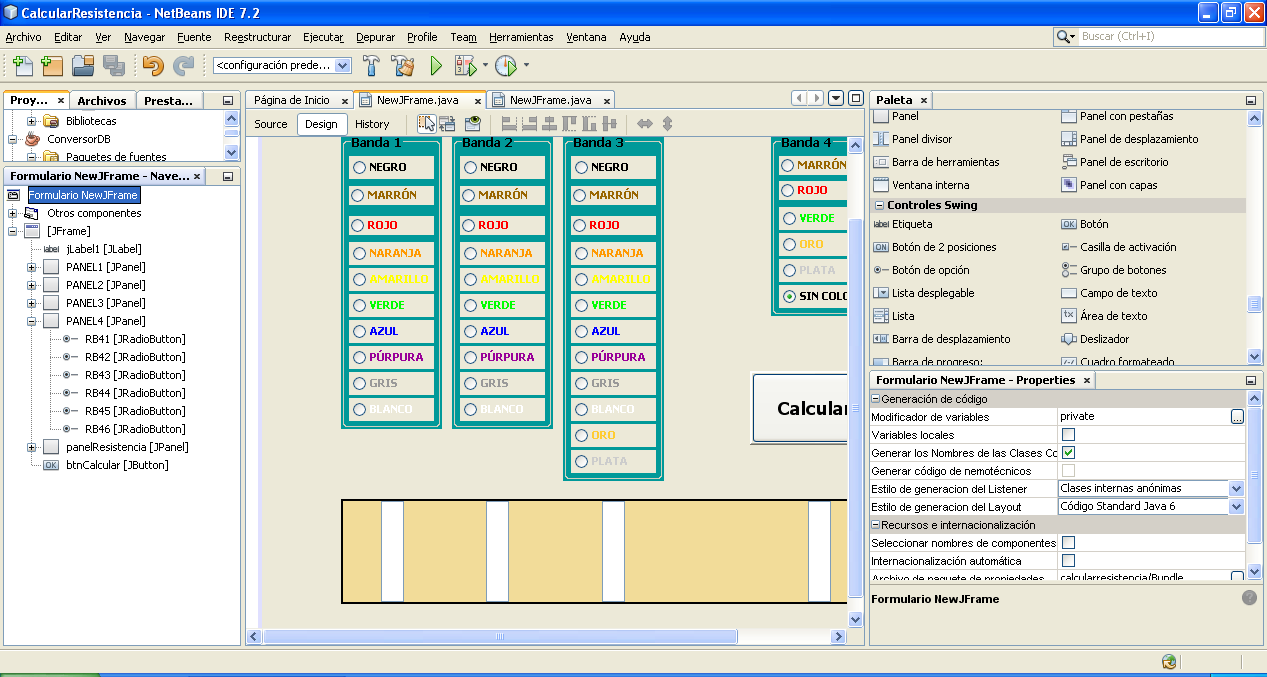 CalcularResistencia - NetBeans IDE 7.2
Archivo Editar Ver Navegar Fuente Reestructurar Ejecutar Depurar Profile Team Herramientas Ventana Ayuda
Buscar (Ctrl+I)
<configuración prede...
Proy... × Archivos Presta...
Bibliotecas
ConversorDB
Paquetes de fuentes
Formulario NewJFrame - Nave... ×
Formulario NewJFrame
Otros componentes
[JFrame]
label jLabel1 [JLabel]
PANEL1 [JPanel]
PANEL2 [JPanel]
PANEL3 [JPanel]
PANEL4 [JPanel]
RB41 [JRadioButton]
RB42 [JRadioButton]
RB43 [JRadioButton]
RB44 [JRadioButton]
RB45 [JRadioButton]
RB46 [JRadioButton]
panelResistencia [JPanel]
OK btnCalcular [JButton]
Página de Inicio × NewJFrame.java × NewJFrame.java ×
Source Design History
Banda 1
NEGRO
MARRÓN
ROJO
NARANJA
AMARILLO
VERDE
AZUL
PÚRPURA
GRIS
BLANCO
Banda 2
NEGRO
MARRÓN
ROJO
NARANJA
AMARILLO
VERDE
AZUL
PÚRPURA
GRIS
BLANCO
Banda 3
NEGRO
MARRÓN
ROJO
NARANJA
AMARILLO
VERDE
AZUL
PÚRPURA
GRIS
BLANCO
ORO
PLATA
Banda 4
MARRÓN
ROJO
VERDE
ORO
PLATA
SIN COLO
Calcular
Paleta ×
Panel Panel con pestañas
Panel divisor Panel de desplazamiento
Barra de herramientas Panel de escritorio
Ventana interna Panel con capas
Controles Swing
label Etiqueta OK Botón
ON Botón de 2 posiciones Casilla de activación
Botón de opción Grupo de botones
Lista desplegable Campo de texto
Lista tx Área de texto
Barra de desplazamiento Deslizador
Barra de progreso: Cuadro formateado
Formulario NewJFrame - Properties ×
Generación de código
Modificador de variables private ...
Variables locales
Generar los Nombres de las Clases Co
Generar código de nemotécnicos
Estilo de generacion del Listener Clases internas anónimas
Estilo de generacion del Layout Código Standard Java 6
Recursos e internacionalización
Seleccionar nombres de componentes
Internacionalización automática
Archivo de paquete de propiedades calcularresistencia/Bundle
Formulario NewJFrame